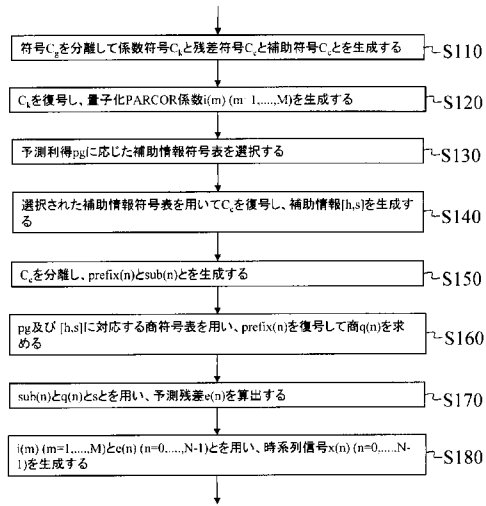 符号Cgを分離して係数符号Ckと残差符号Ceと補助符号Ccとを生成する
S110
Ckを復号し、量子化PARCOR係数i(m) (m=1,....,M)を生成する
S120
予測利得pgに応じた補助情報符号表を選択する
S130
選択された補助情報符号表を用いてCcを復号し、補助情報[h,s]を生成す
る
S140
Ceを分離し、prefix(n)とsub(n)とを生成する
S150
pg及び [h,s]に対応する商符号表を用い、prefix(n)を復号して商q(n)を求
める
S160
sub(n)とq(n)とsとを用い、予測残差e(n)を算出する
S170
i(m) (m=1,....,M)とe(n) (n=0,....,N-1)とを用い、時系列信号x(n) (n=0,....,N-
1)を生成する
S180